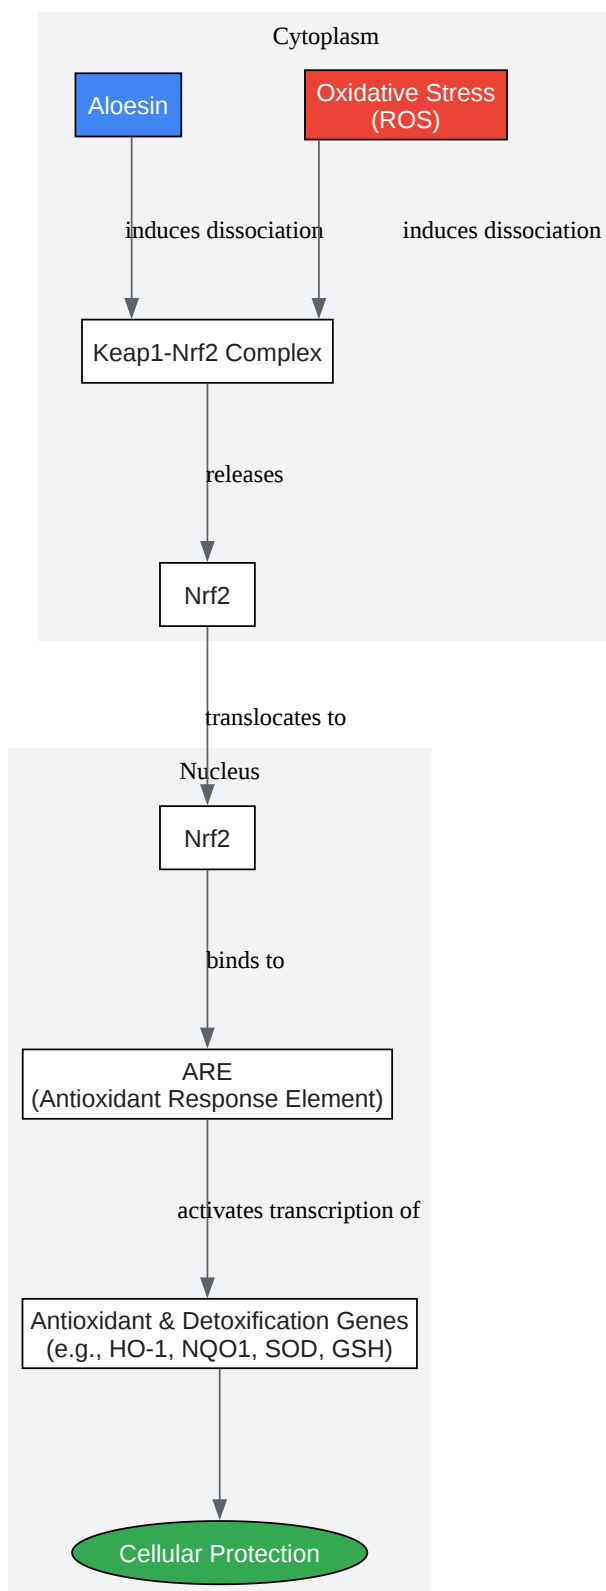 Cytoplasm
Aloesin
Oxidative Stress
(ROS)
induces dissociation
induces dissociation
Keap1-Nrf2 Complex
releases
Nrf2
translocates to
Nucleus
Nrf2
binds to
ARE
(Antioxidant Response Element)
activates transcription of
Antioxidant & Detoxification Genes
(e.g., HO-1, NQO1, SOD, GSH)
Cellular Protection